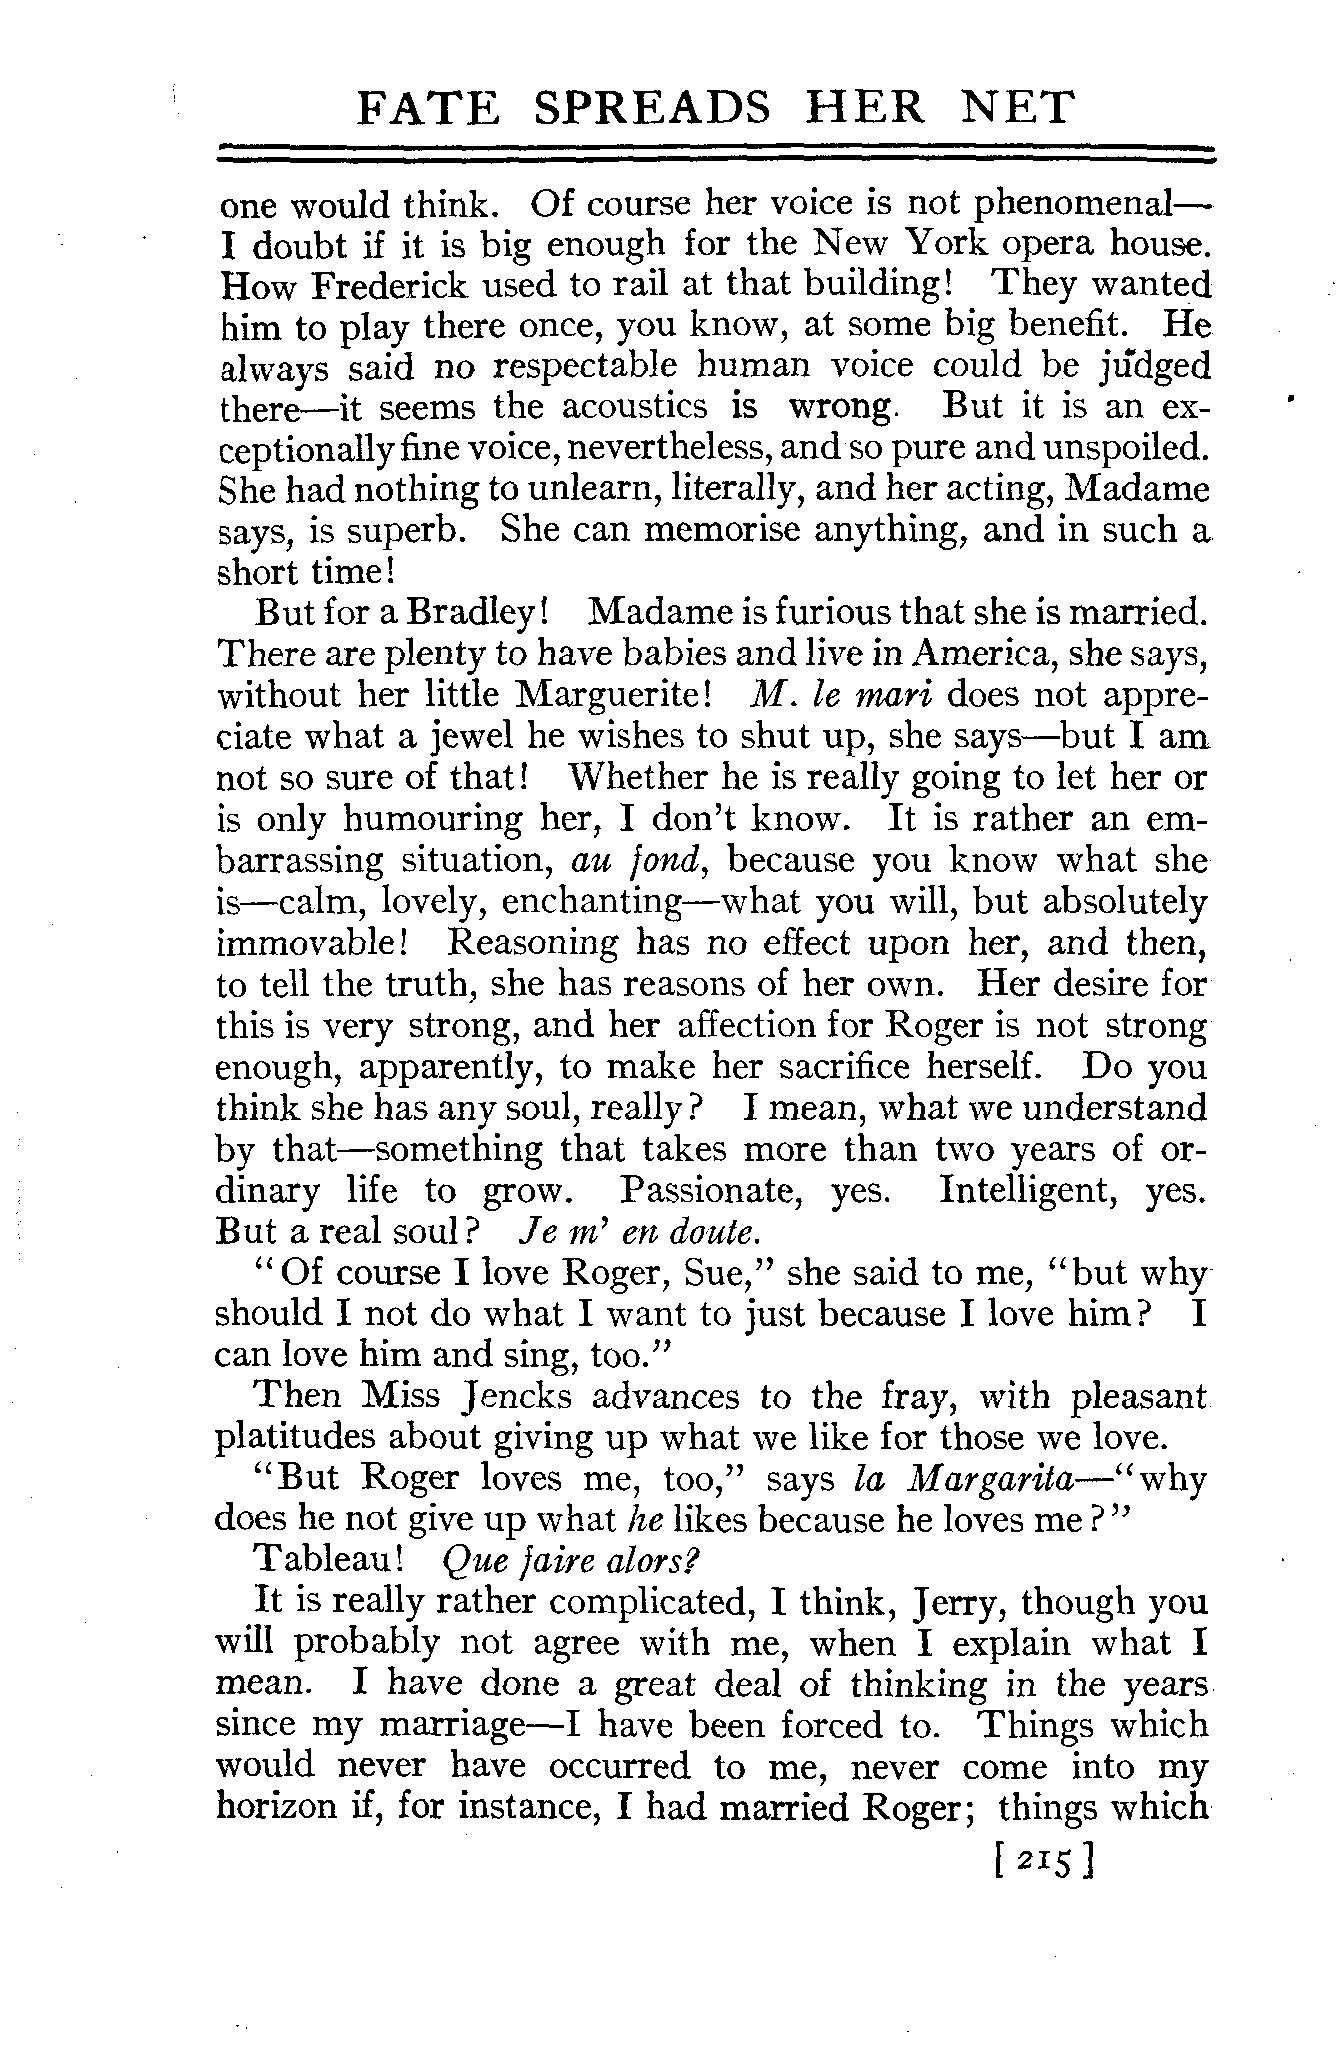 FATE SPREADS HER NET
one would think. Of course her voice is not phenomenal—
I doubt if it is big enough for the New York opera house.
How Frederick used to rail at that building! They wanted
him to play there once, you know, at some big benefit. He
always said no respectable human voice could be judged
there—it seems the acoustics is wrong. But it is an ex-
ceptionally fine voice, nevertheless, and so pure and unspoiled.
She had nothing to unlearn, literally, and her acting, Madame
says, is superb. She can memorise anything, and in such a
short time!
But for a Bradley! Madame is furious that she is married.
There are plenty to have babies and live in America, she says,
without her little Marguerite! M. le mari does not appre-
ciate what a jewel he wishes to shut up, she says—but I am
not so sure of that! Whether he is really going to let her or
is only humouring her, I don't know. It is rather an em-
barrassing situation, au fond, because you know what she
is—calm, lovely, enchanting—what you will, but absolutely
immovable! Reasoning has no effect upon her, and then,
to tell the truth, she has reasons of her own. Her desire for
this is very strong, and her affection for Roger is not strong
enough, apparently, to make her sacrifice herself. Do you
think she has any soul, really? I mean, what we understand
by that—something that takes more than two years of or-
dinary life to grow. Passionate, yes. Intelligent, yes.
But a real soul? Je m' en doute.
"Of course I love Roger, Sue," she said to me, "but why
should I not do what I want to just because I love him? I
can love him and sing, too."
Then Miss Jencks advances to the fray, with pleasant
platitudes about giving up what we like for those we love.
"But Roger loves me, too," says la Margarita—"why
does he not give up what he likes because he loves me?"
Tableau! Que faire alors?
It is really rather complicated, I think, Jerry, though you
will probably not agree with me, when I explain what I
mean. I have done a great deal of thinking in the years
since my marriage—I have been forced to. Things which
would never have occurred to me, never come into my
horizon if, for instance, I had married Roger; things which
[215]